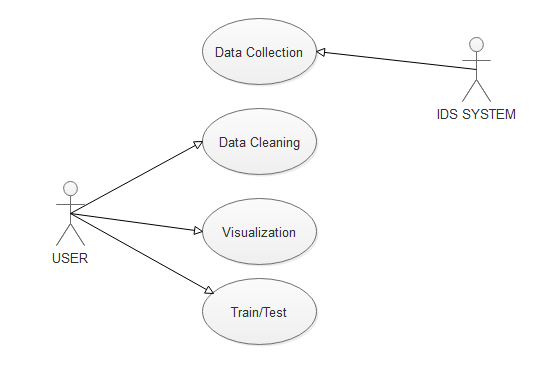 Data Collection
IDS SYSTEM
Data Cleaning
Visualization
USER
Train/Test